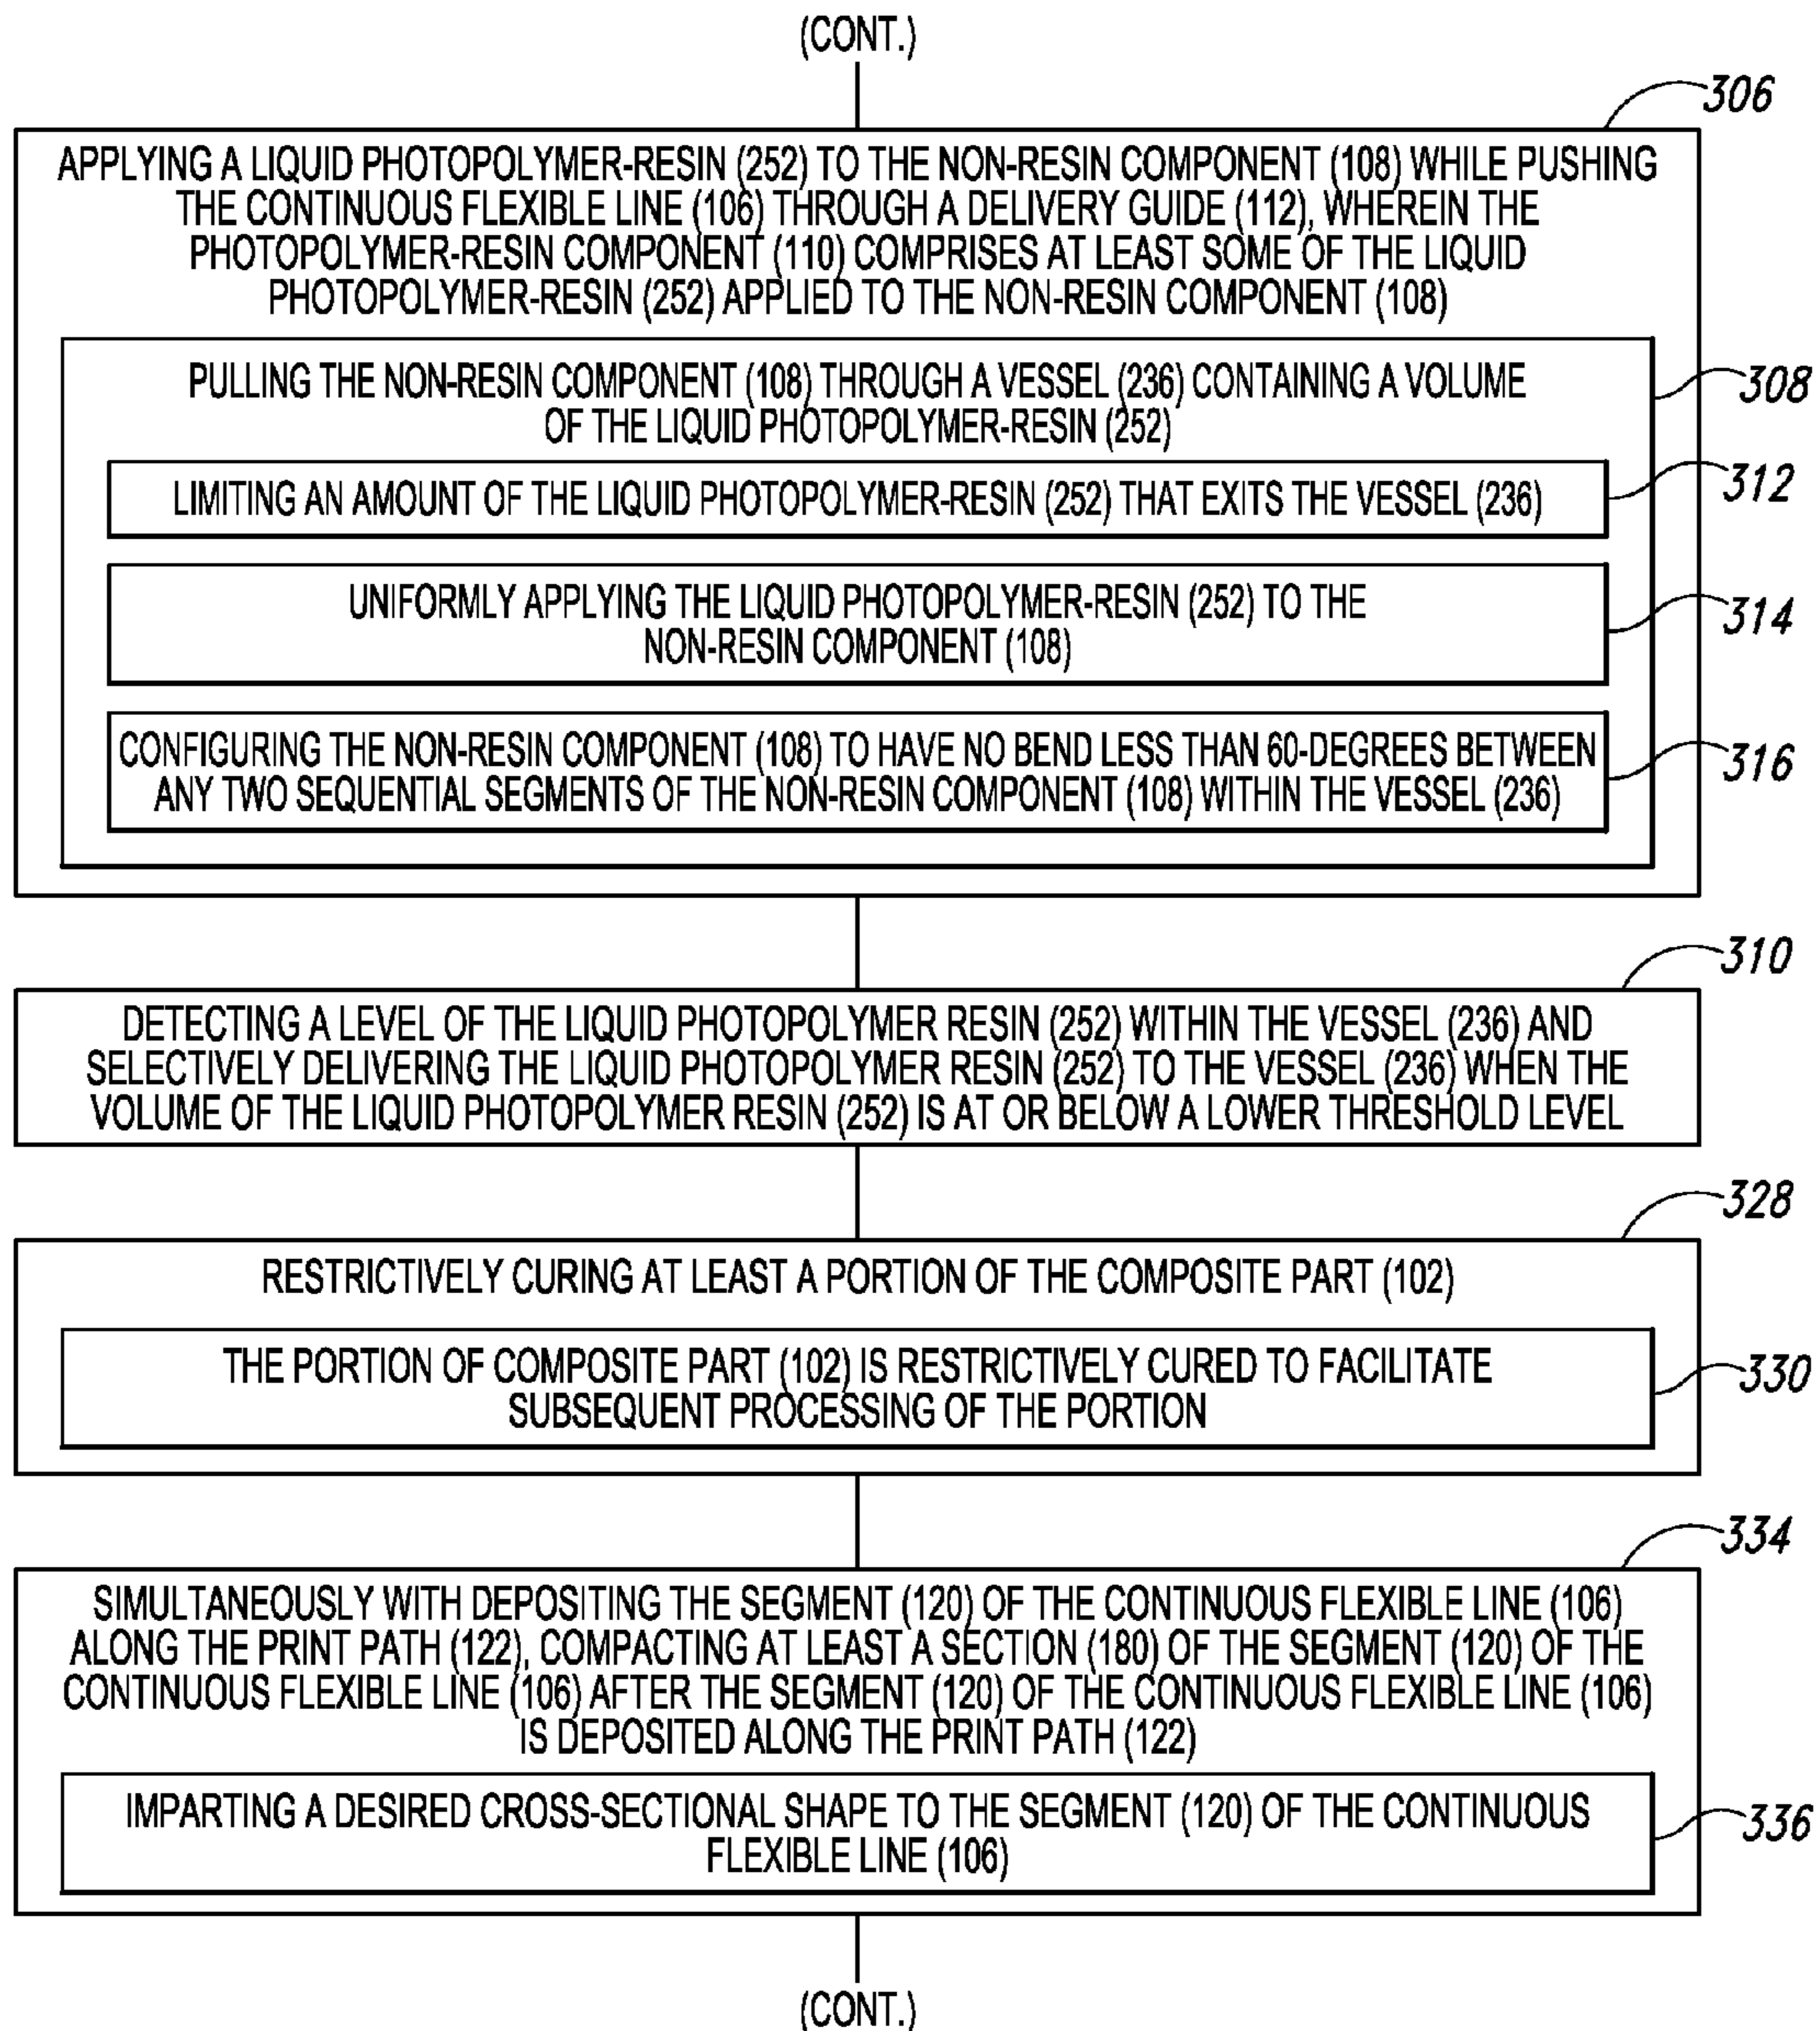 (CONT.)
306
APPLYING A LIQUID PHOTOPOLYMER-RESIN (252) TO THE NON-RESIN COMPONENT (108) WHILE PUSHING
THE CONTINUOUS FLEXIBLE LINE (106) THROUGH A DELIVERY GUIDE (112), WHEREIN THE
PHOTOPOLYMER-RESIN COMPONENT (110) COMPRISES AT LEAST SOME OF THE LIQUID
PHOTOPOLYMER-RESIN (252) APPLIED TO THE NON-RESIN COMPONENT (108)
PULLING THE NON-RESIN COMPONENT (108) THROUGH A VESSEL (236) CONTAINING A VOLUME
OF THE LIQUID PHOTOPOLYMER-RESIN (252)
308
LIMITING AN AMOUNT OF THE LIQUID PHOTOPOLYMER-RESIN (252) THAT EXITS THE VESSEL (236)
312
UNIFORMLY APPLYING THE LIQUID PHOTOPOLYMER-RESIN (252) TO THE
NON-RESIN COMPONENT (108)
314
CONFIGURING THE NON-RESIN COMPONENT (108) TO HAVE NO BEND LESS THAN 60-DEGREES BETWEEN
ANY TWO SEQUENTIAL SEGMENTS OF THE NON-RESIN COMPONENT (108) WITHIN THE VESSEL (236)
316
310
DETECTING A LEVEL OF THE LIQUID PHOTOPOLYMER RESIN (252) WITHIN THE VESSEL (236) AND
SELECTIVELY DELIVERING THE LIQUID PHOTOPOLYMER RESIN (252) TO THE VESSEL (236) WHEN THE
VOLUME OF THE LIQUID PHOTOPOLYMER RESIN (252) IS AT OR BELOW A LOWER THRESHOLD LEVEL
328
RESTRICTIVELY CURING AT LEAST A PORTION OF THE COMPOSITE PART (102)
THE PORTION OF COMPOSITE PART (102) IS RESTRICTIVELY CURED TO FACILITATE
SUBSEQUENT PROCESSING OF THE PORTION
330
334
SIMULTANEOUSLY WITH DEPOSITING THE SEGMENT (120) OF THE CONTINUOUS FLEXIBLE LINE (106)
ALONG THE PRINT PATH (122), COMPACTING AT LEAST A SECTION (180) OF THE SEGMENT (120) OF THE
CONTINUOUS FLEXIBLE LINE (106) AFTER THE SEGMENT (120) OF THE CONTINUOUS FLEXIBLE LINE (106)
IS DEPOSITED ALONG THE PRINT PATH (122)
IMPARTING A DESIRED CROSS-SECTIONAL SHAPE TO THE SEGMENT (120) OF THE CONTINUOUS
FLEXIBLE LINE (106)
336
(CONT.)